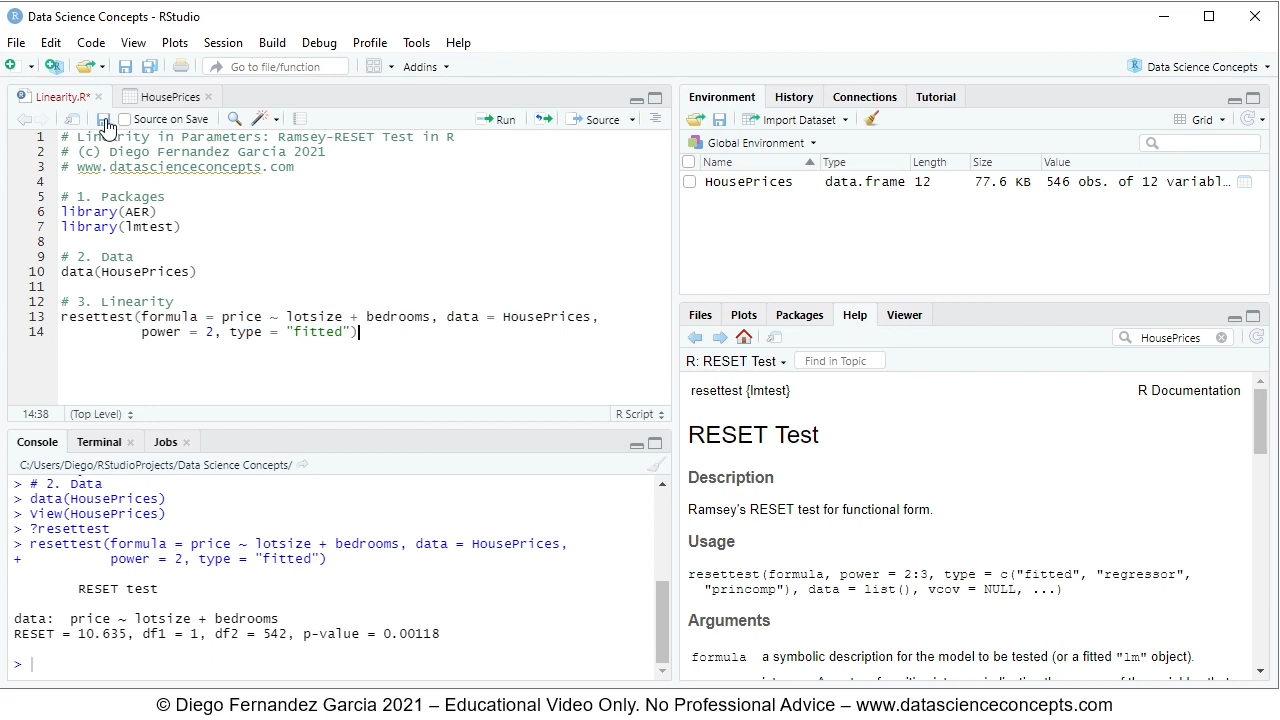 Data Science Concepts - RStudio
File Edit Code View Plots Session Build Debug Profile Tools Help
Go to file/function Addins Data Science Concepts
Linearity.R* HousePrices
Source on Save Run Source
1 # Linearity in Parameters: Ramsey-RESET Test in R
2 # (c) Diego Fernandez Garcia 2021
3 # www.datascienceconcepts.com
4
5 # 1. Packages
6 library(AER)
7 library(lmtest)
8
9 # 2. Data
10 data(HousePrices)
11
12 # 3. Linearity
13 resettest(formula = price ~ lotsize + bedrooms, data = HousePrices,
14 power = 2, type = "fitted")
14:38 (Top Level) R Script
Console Terminal Jobs
C:/Users/Diego/RStudioProjects/Data Science Concepts/
> # 2. Data
> data(HousePrices)
> View(HousePrices)
> ?resettest
> resettest(formula = price ~ lotsize + bedrooms, data = HousePrices,
+ power = 2, type = "fitted")
RESET test
data: price ~ lotsize + bedrooms
RESET = 10.635, df1 = 1, df2 = 542, p-value = 0.00118
>
Environment History Connections Tutorial
Import Dataset Grid
Global Environment
Name Type Length Size Value
HousePrices data.frame 12 77.6 KB 546 obs. of 12 variabl…
Files Plots Packages Help Viewer
HousePrices
R: RESET Test Find in Topic
resettest {lmtest} R Documentation
RESET Test
Description
Ramsey's RESET test for functional form.
Usage
resettest(formula, power = 2:3, type = c("fitted", "regressor",
"princomp"), data = list(), vcov = NULL, ...)
Arguments
formula a symbolic description for the model to be tested (or a fitted "lm" object).
© Diego Fernandez Garcia 2021 – Educational Video Only. No Professional Advice – www.datascienceconcepts.com